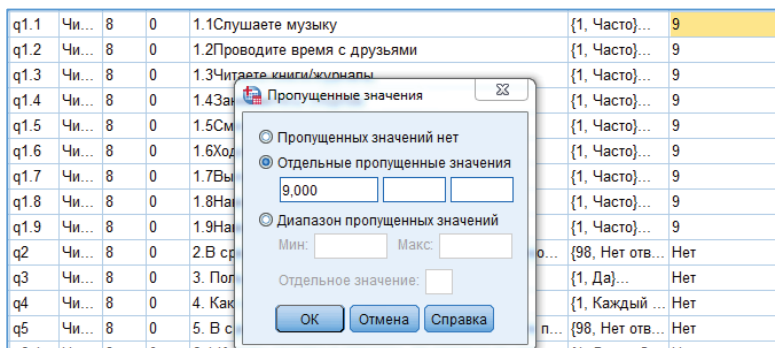 q1.1 Чи... 8 0 1.1Слушаете музыку {1, Часто}... 9
q1.2 Чи... 8 0 1.2Проводите время с друзьями {1, Часто}... 9
q1.3 Чи... 8 0 1.3Читаете книги/журналы {1, Часто}... 9
q1.4 Чи... 8 0 1.4За {1, Часто}... 9
q1.5 Чи... 8 0 1.5См {1, Часто}... 9
q1.6 Чи... 8 0 1.6Ход {1, Часто}... 9
q1.7 Чи... 8 0 1.7Вы {1, Часто}... 9
q1.8 Чи... 8 0 1.8На {1, Часто}... 9
q1.9 Чи... 8 0 1.9На {1, Часто}... 9
q2 Чи... 8 0 2.В ср о... {98, Нет отв... Нет
q3 Чи... 8 0 3. Пол {1, Да}... Нет
q4 Чи... 8 0 4. Как {1, Каждый ... Нет
q5 Чи... 8 0 5. В с п... {98, Нет отв... Нет
Пропущенные значения
Пропущенных значений нет
Отдельные пропущенные значения
9,000
Диапазон пропущенных значений
Мин: Макс:
Отдельное значение:
ОК Отмена Справка